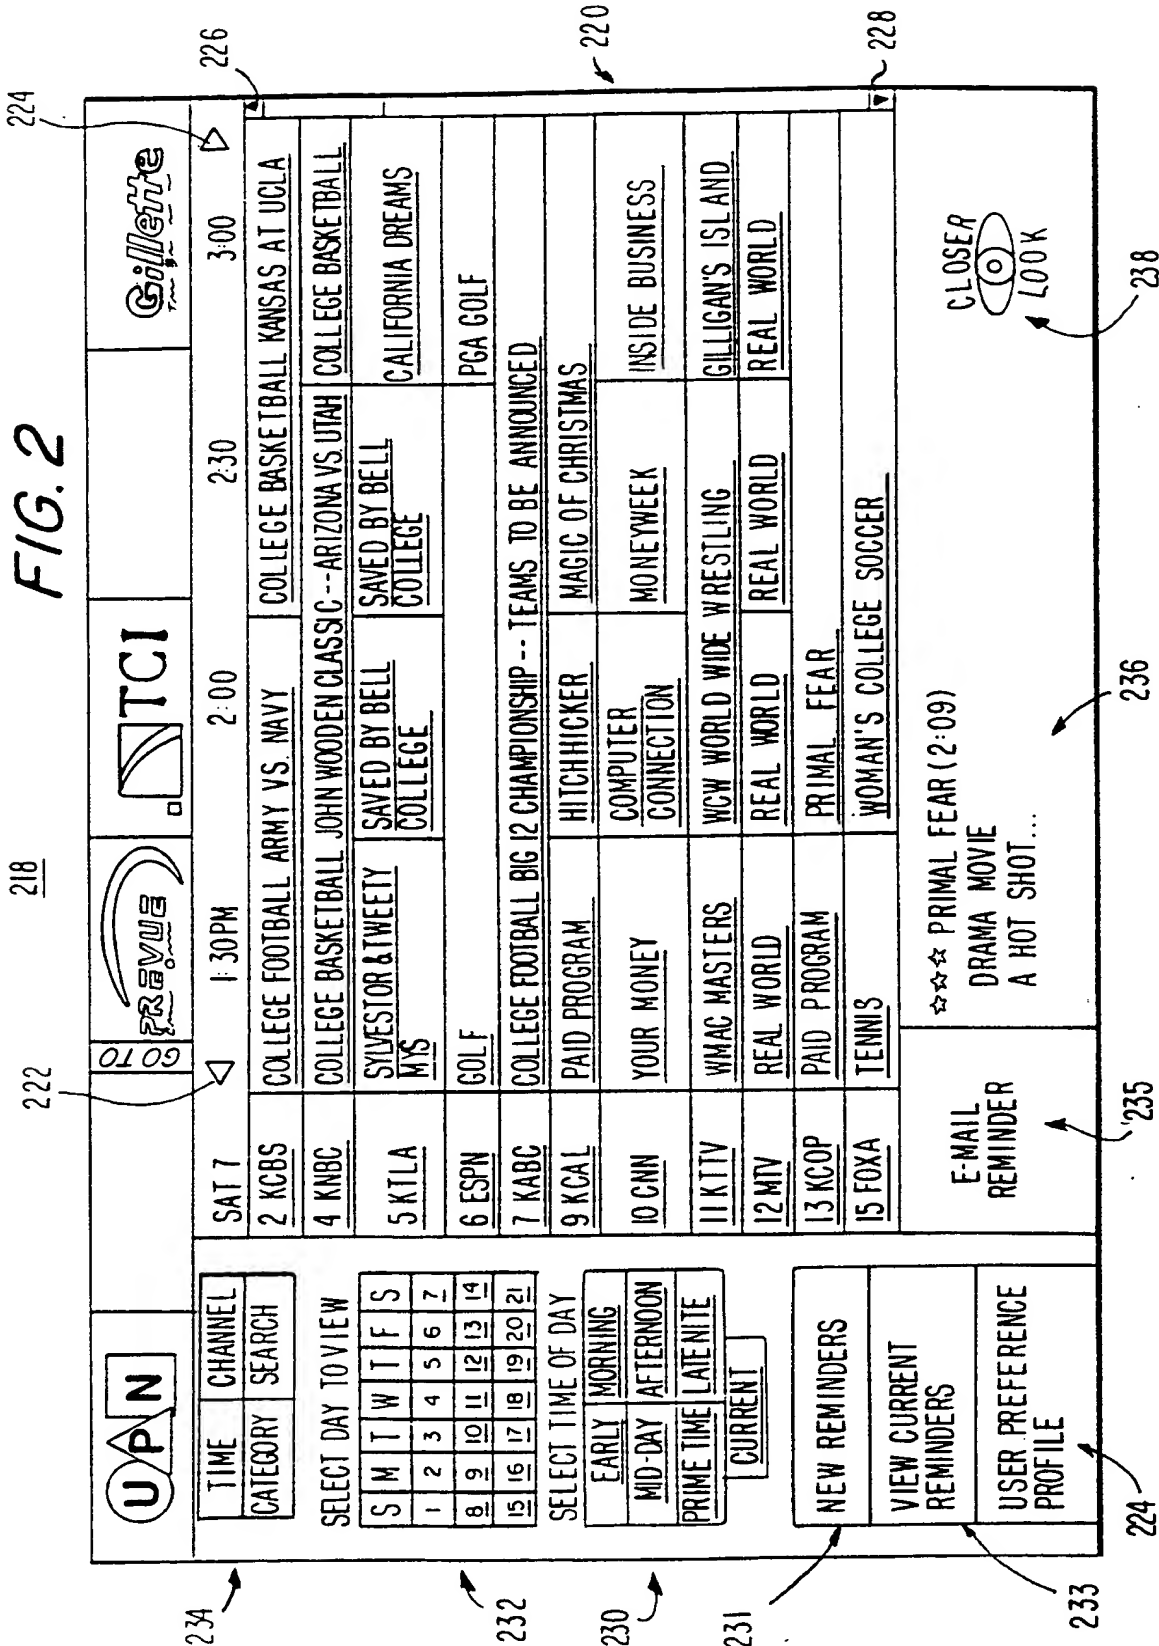 FIG. 2
218
UPN
GO TO
PREVUE
TCI
Gillette
222
224
226
220
228
234
TIME CHANNEL
CATEGORY SEARCH
232
SELECT DAY TO VIEW
S M T W T F S
1 2 3 4 5 6 7
8 9 10 11 12 13 14
15 16 17 18 19 20 21
230
SELECT TIME OF DAY
EARLY MORNING
MID-DAY AFTERNOON
PRIME TIME LATENITE
CURRENT
231
NEW REMINDERS
233
VIEW CURRENT
REMINDERS
USER PREFERENCE
PROFILE
224
SAT 7 1:30PM 2:00 2:30 3:00
2 KCBS COLLEGE FOOTBALL ARMY VS. NAVY COLLEGE BASKETBALL KANSAS AT UCLA
4 KNBC COLLEGE BASKETBALL JOHN WOODEN CLASSIC--ARIZONA VS UTAH COLLEGE BASKETBALL
5 KTLA SYLVESTOR & TWEETY
MYS
SAVED BY BELL
COLLEGE
SAVED BY BELL
COLLEGE
CALIFORNIA DREAMS
6 ESPN GOLF PGA GOLF
7 KABC COLLEGE FOOTBALL BIG 12 CHAMPIONSHIP--TEAMS TO BE ANNOUNCED
9 KCAL PAID PROGRAM HITCHHICKER MAGIC OF CHRISTMAS
10 CNN YOUR MONEY
COMPUTER
CONNECTION
MONEYWEEK INSIDE BUSINESS
11 KTTV WMAC MASTERS WCW WORLD WIDE WRESTLING GILLIGAN'S ISLAND
12 MTV REAL WORLD REAL WORLD REAL WORLD REAL WORLD
13 KCOP PAID PROGRAM PRIMAL FEAR
15 FOXA TENNIS WOMAN'S COLLEGE SOCCER
E-MAIL
REMINDER
235
☆☆☆ PRIMAL FEAR (2:09)
DRAMA MOVIE
A HOT SHOT...
236
CLOSER
LOOK
238